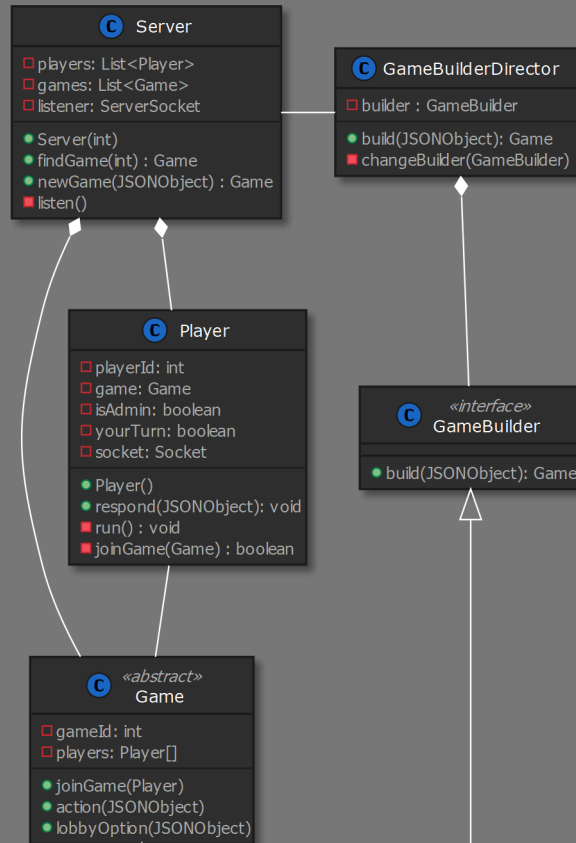 C Server
players: List<Player>
games: List<Game>
listener: ServerSocket
Server(int)
findGame(int) : Game
newGame(JSONObject) : Game
listen()
C GameBuilderDirector
builder : GameBuilder
build(JSONObject): Game
changeBuilder(GameBuilder)
C Player
playerId: int
game: Game
isAdmin: boolean
yourTurn: boolean
socket: Socket
Player()
respond(JSONObject): void
run() : void
joinGame(Game) : boolean
«interface»
C GameBuilder
build(JSONObject): Game
«abstract»
C Game
gameId: int
players: Player[]
joinGame(Player)
action(JSONObject)
lobbyOption(JSONObject)